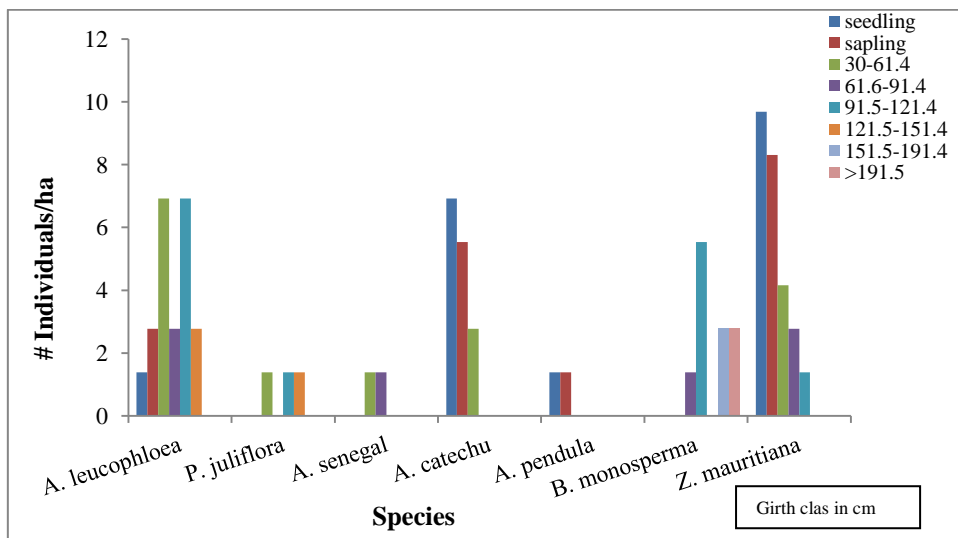 seedling
sapling
30-61.4
61.6-91.4
91.5-121.4
121.5-151.4
151.5-191.4
>191.5
12
10
8
6
4
2
0
# Individuals/ha
A. leucophloea
P. juliflora
A. senegal
A. catechu
A. pendula
B. monosperma
Z. mauritiana
Species
Girth clas in cm